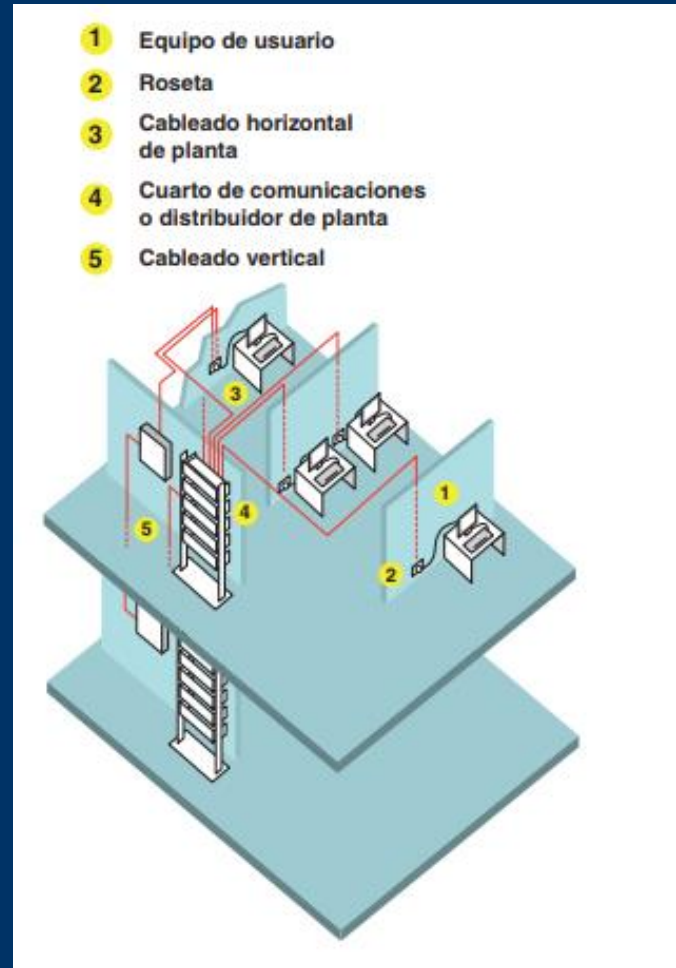 1 Equipo de usuario
2 Roseta
3 Cableado horizontal
de planta
4 Cuarto de comunicaciones
o distribuidor de planta
5 Cableado vertical
3
1
4
5
2